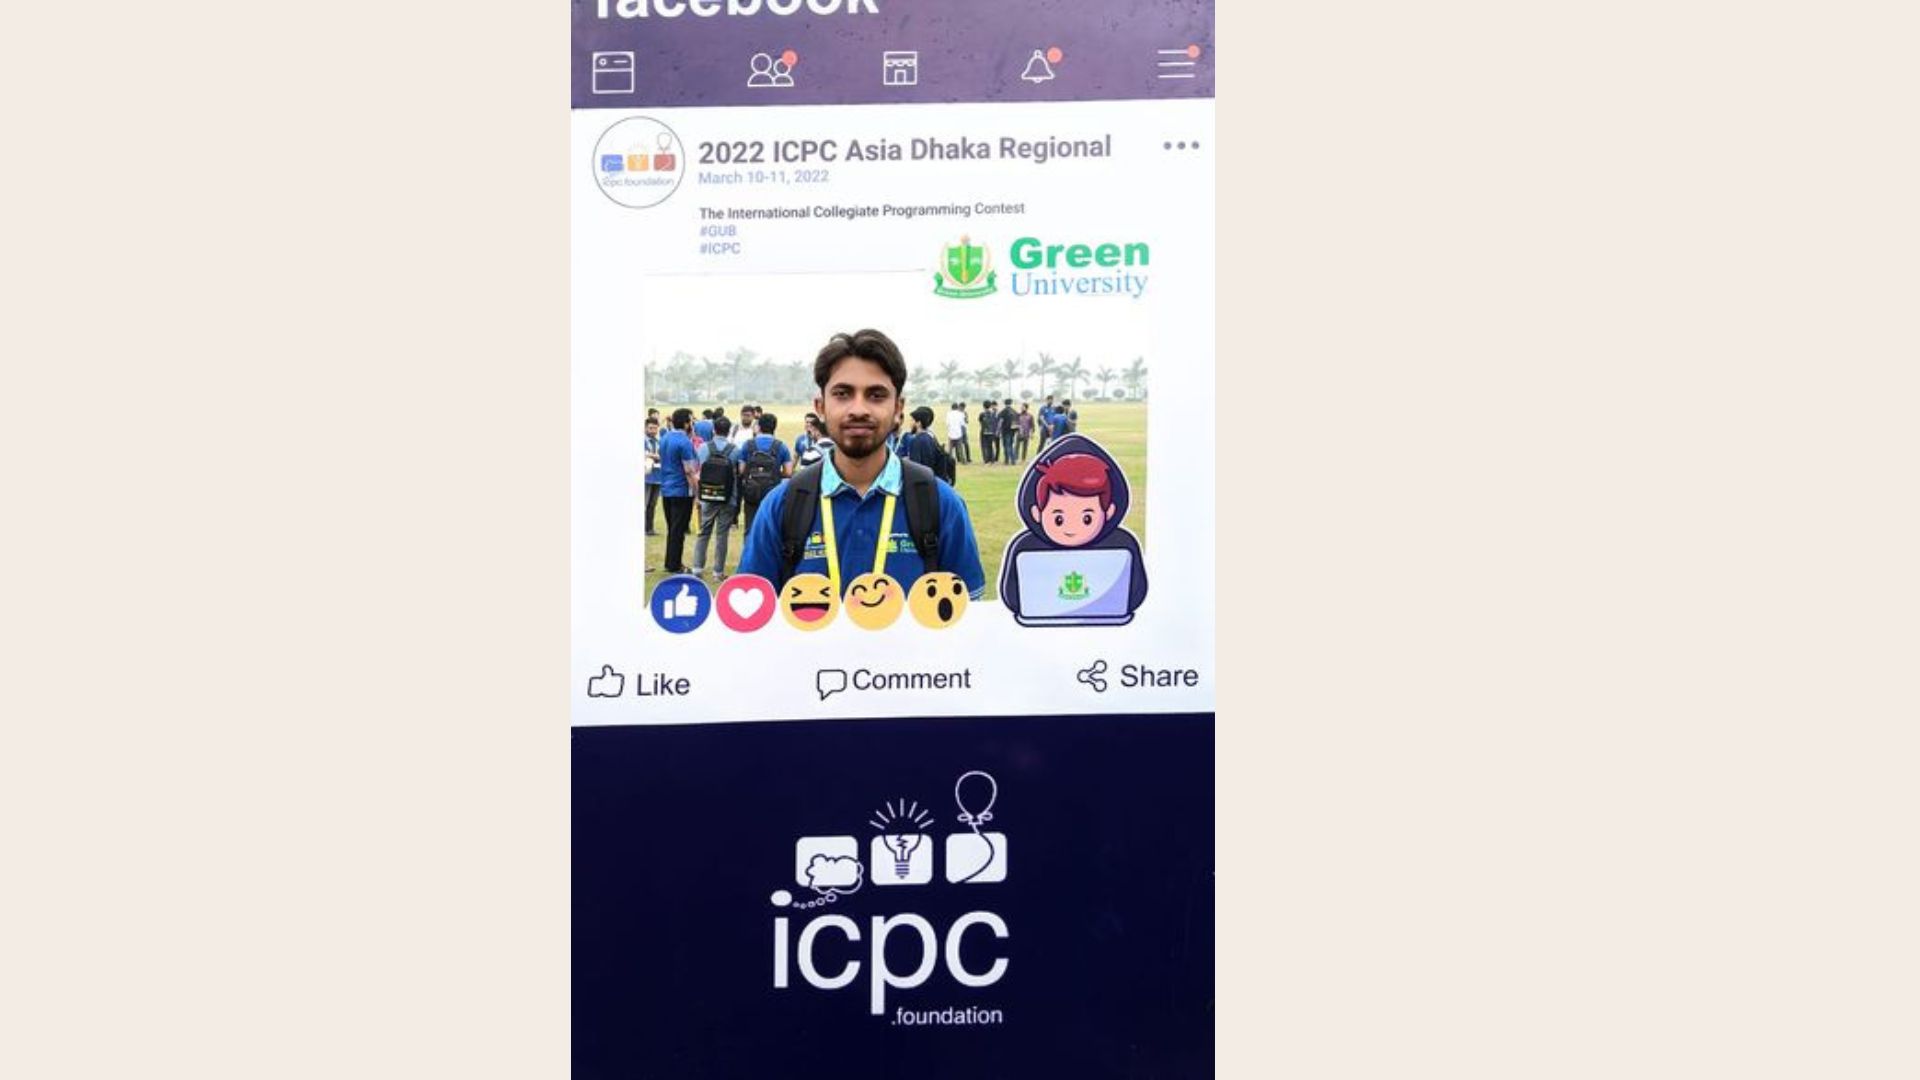 facebook
2022 ICPC Asia Dhaka Regional
March 10-11, 2022
icpc.foundation
The International Collegiate Programming Contest
#GUB
#ICPC
Green
University
Like
Comment
Share
icpc
.foundation